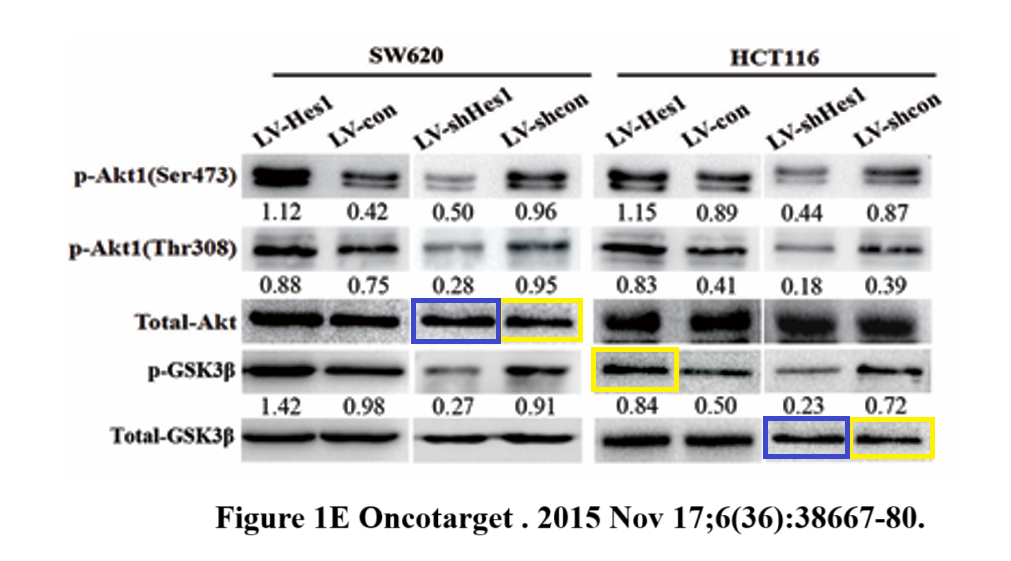 SW620 HCT116
LV-Hes1 LV-con LV-shHes1 LV-shcon LV-Hes1 LV-con LV-shHes1 LV-shcon
p-Akt1(Ser473)
1.12 0.42 0.50 0.96 1.15 0.89 0.44 0.87
p-Akt1(Thr308)
0.88 0.75 0.28 0.95 0.83 0.41 0.18 0.39
Total-Akt
p-GSK3β
1.42 0.98 0.27 0.91 0.84 0.50 0.23 0.72
Total-GSK3β
Figure 1E Oncotarget . 2015 Nov 17;6(36):38667-80.